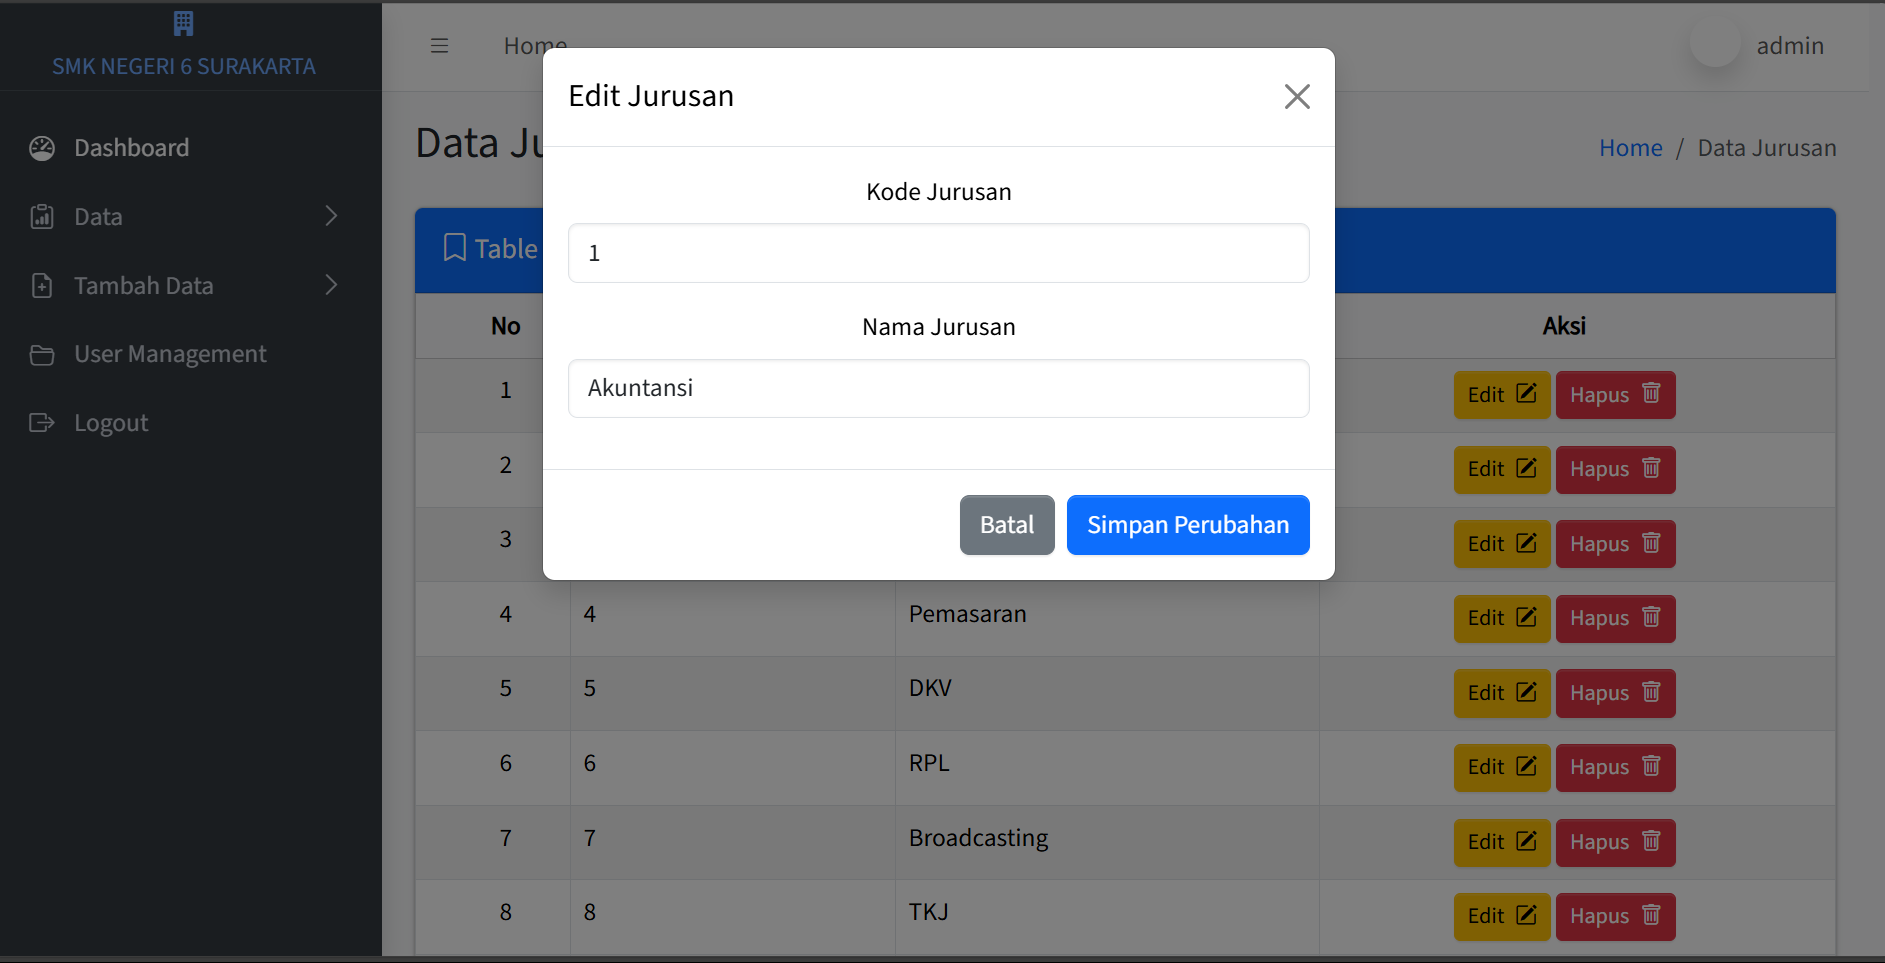 SMK NEGERI 6 SURAKARTA
Dashboard
Data
Tambah Data
User Management
Logout
Home
admin
Edit Jurusan
Data Ju
Home / Data Jurusan
Kode Jurusan
1
Table
Nama Jurusan
Akuntansi
Batal Simpan Perubahan
No Aksi
1 Edit Hapus
2 Edit Hapus
3 Edit Hapus
4 4 Pemasaran Edit Hapus
5 5 DKV Edit Hapus
6 6 RPL Edit Hapus
7 7 Broadcasting Edit Hapus
8 8 TKJ Edit Hapus